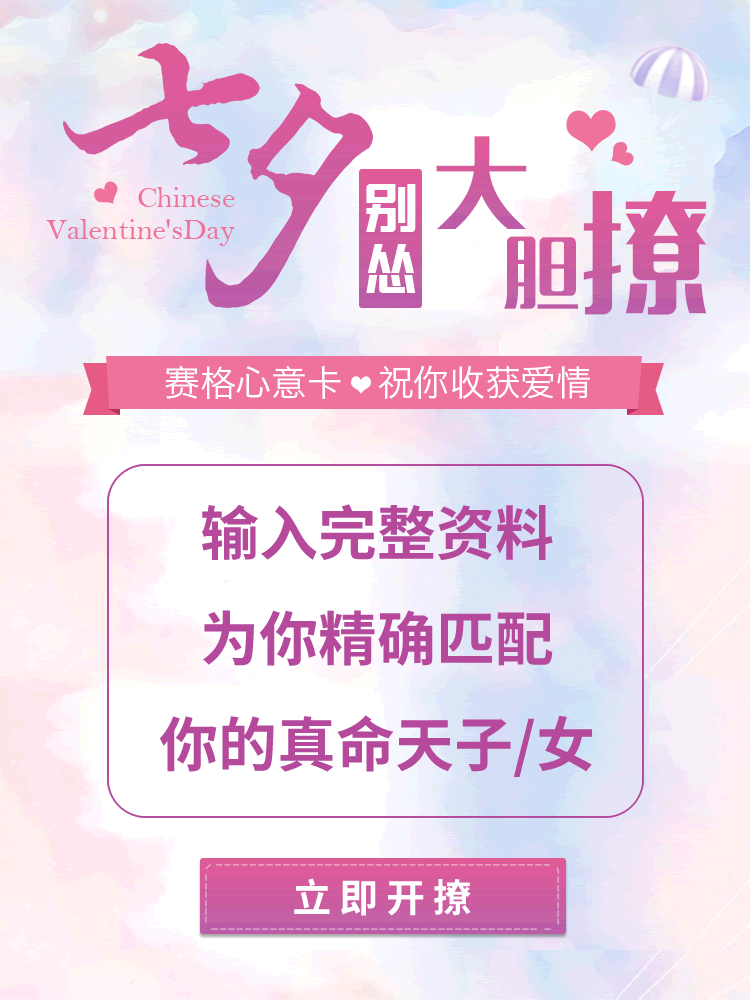 七夕
Chinese
Valentine'sDay
别怂
大胆撩
赛格心意卡❤祝你收获爱情
输入完整资料
为你精确匹配
你的真命天子/女
立即开撩